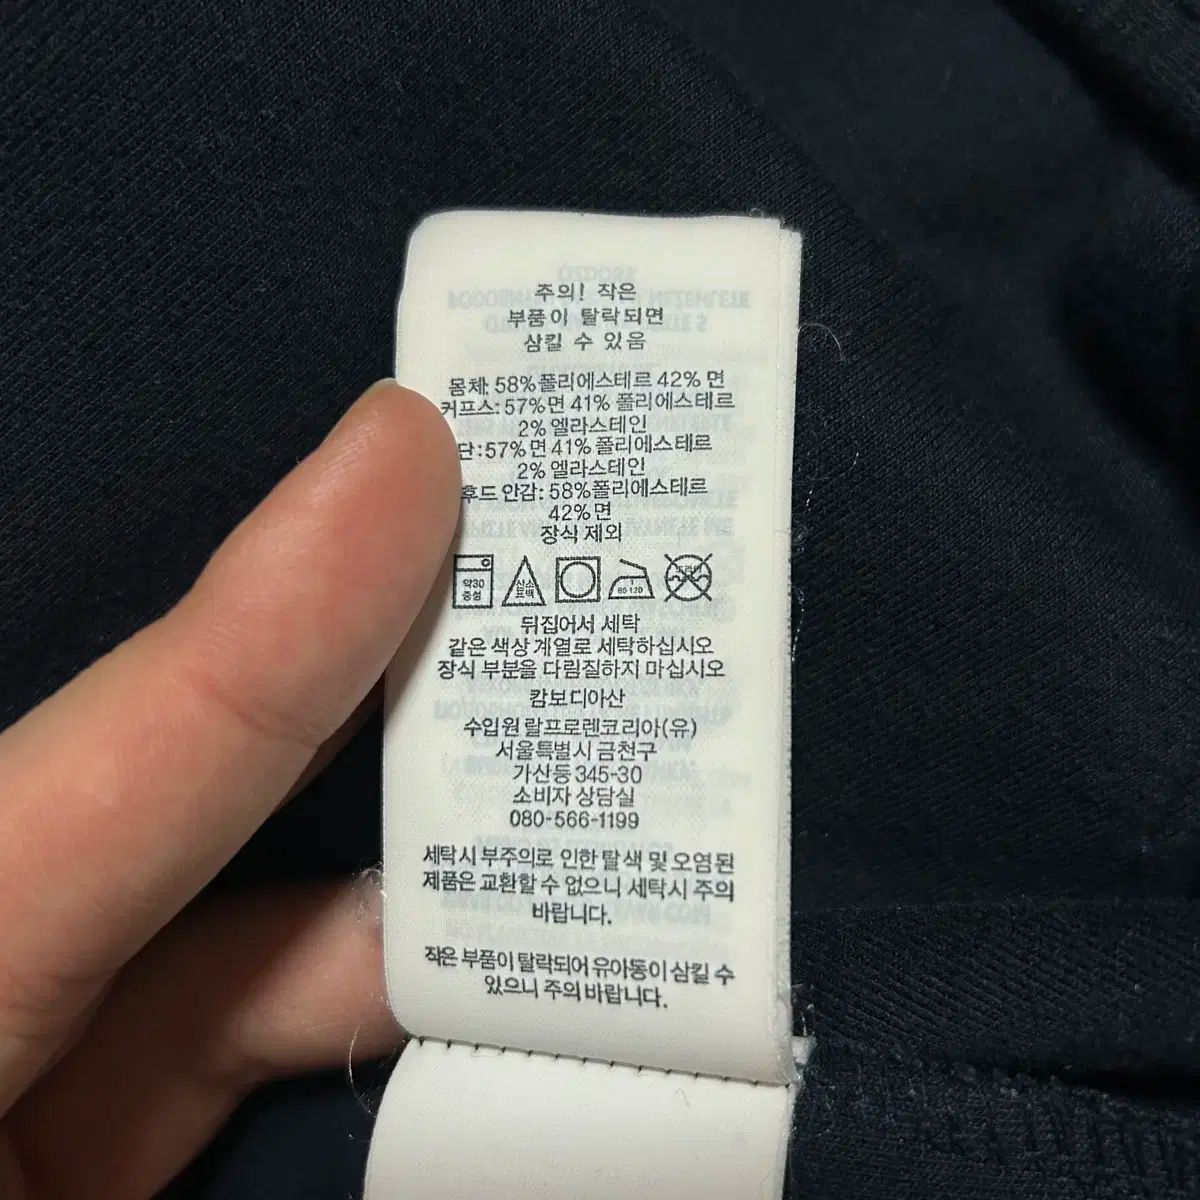 주의! 작은
부품이 탈락되면
삼킬 수 있음
몸체: 58%폴리에스테르 42% 면
커프스: 57%면 41% 폴리에스테르
2% 엘라스테인
단:57%면 41% 폴리에스테르
2% 엘라스테인
후드 안감: 58%폴리에스테르
42%면
장식 제외
약30
중성
산소
표백
80 120
드라이
뒤집어서 세탁
같은 색상 계열로 세탁하십시오
장식 부분을 다림질하지 마십시오
캄보디아산
수입원 랄프로렌코리아(유)
서울특별시 금천구
가산동 345-30
소비자 상담실
080-566-1199
세탁시 부주의로 인한 탈색 및 오염된
제품은 교환할 수 없으니 세탁시 주의
바랍니다.
작은 부품이 탈락되어 유아동이 삼킬 수
있으니 주의 바랍니다.